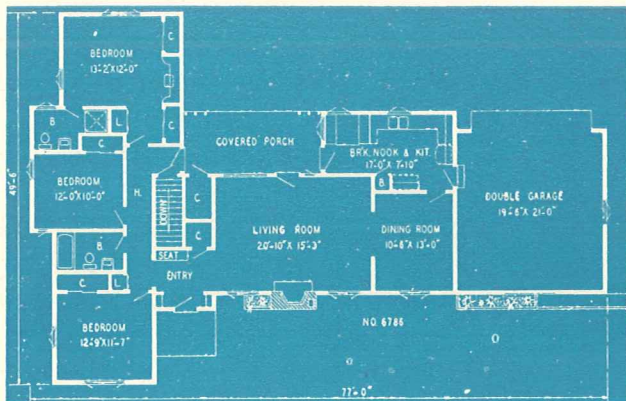 BEDROOM
13'-2"X12'-0"
C.
C.
B.
L.
C.
COVERED PORCH
BR'K. NOOK & KIT.
17'-0" X 7'-10"
B.
BEDROOM
12'-0"X10'-0"
H.
DOWN
C.
C.
SEAT
ENTRY
LIVING ROOM
20'-10"X 15'-3"
DINING ROOM
10'-8"X 13'-0"
DOUBLE GARAGE
19'-8"X 21'-0"
B.
C.
L.
BEDROOM
12'-9"X11'-7"
NO. 6786
49'-6"
77'-0"